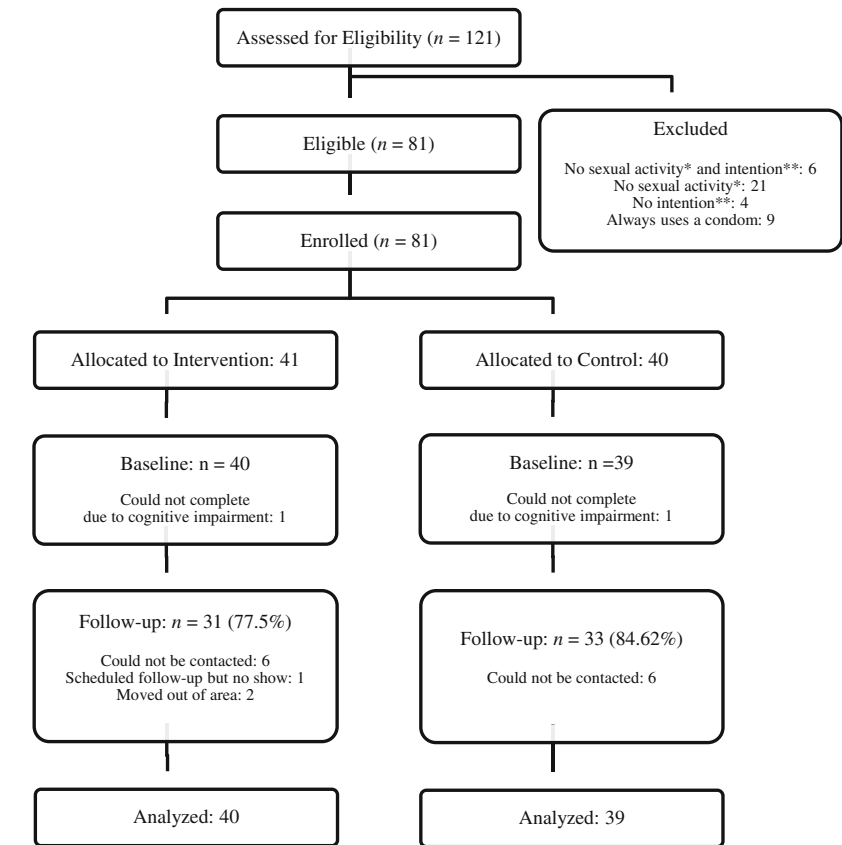 Assessed for Eligibility (n = 121)
Eligible (n = 81)
Excluded
No sexual activity* and intention**: 6
No sexual activity*: 21
No intention**: 4
Always uses a condom: 9
Enrolled (n = 81)
Allocated to Intervention: 41
Allocated to Control: 40
Baseline: n = 40
Could not complete
due to cognitive impairment: 1
Baseline: n =39
Could not complete
due to cognitive impairment: 1
Follow-up: n = 31 (77.5%)
Could not be contacted: 6
Scheduled follow-up but no show: 1
Moved out of area: 2
Follow-up: n = 33 (84.62%)
Could not be contacted: 6
Analyzed: 40
Analyzed: 39